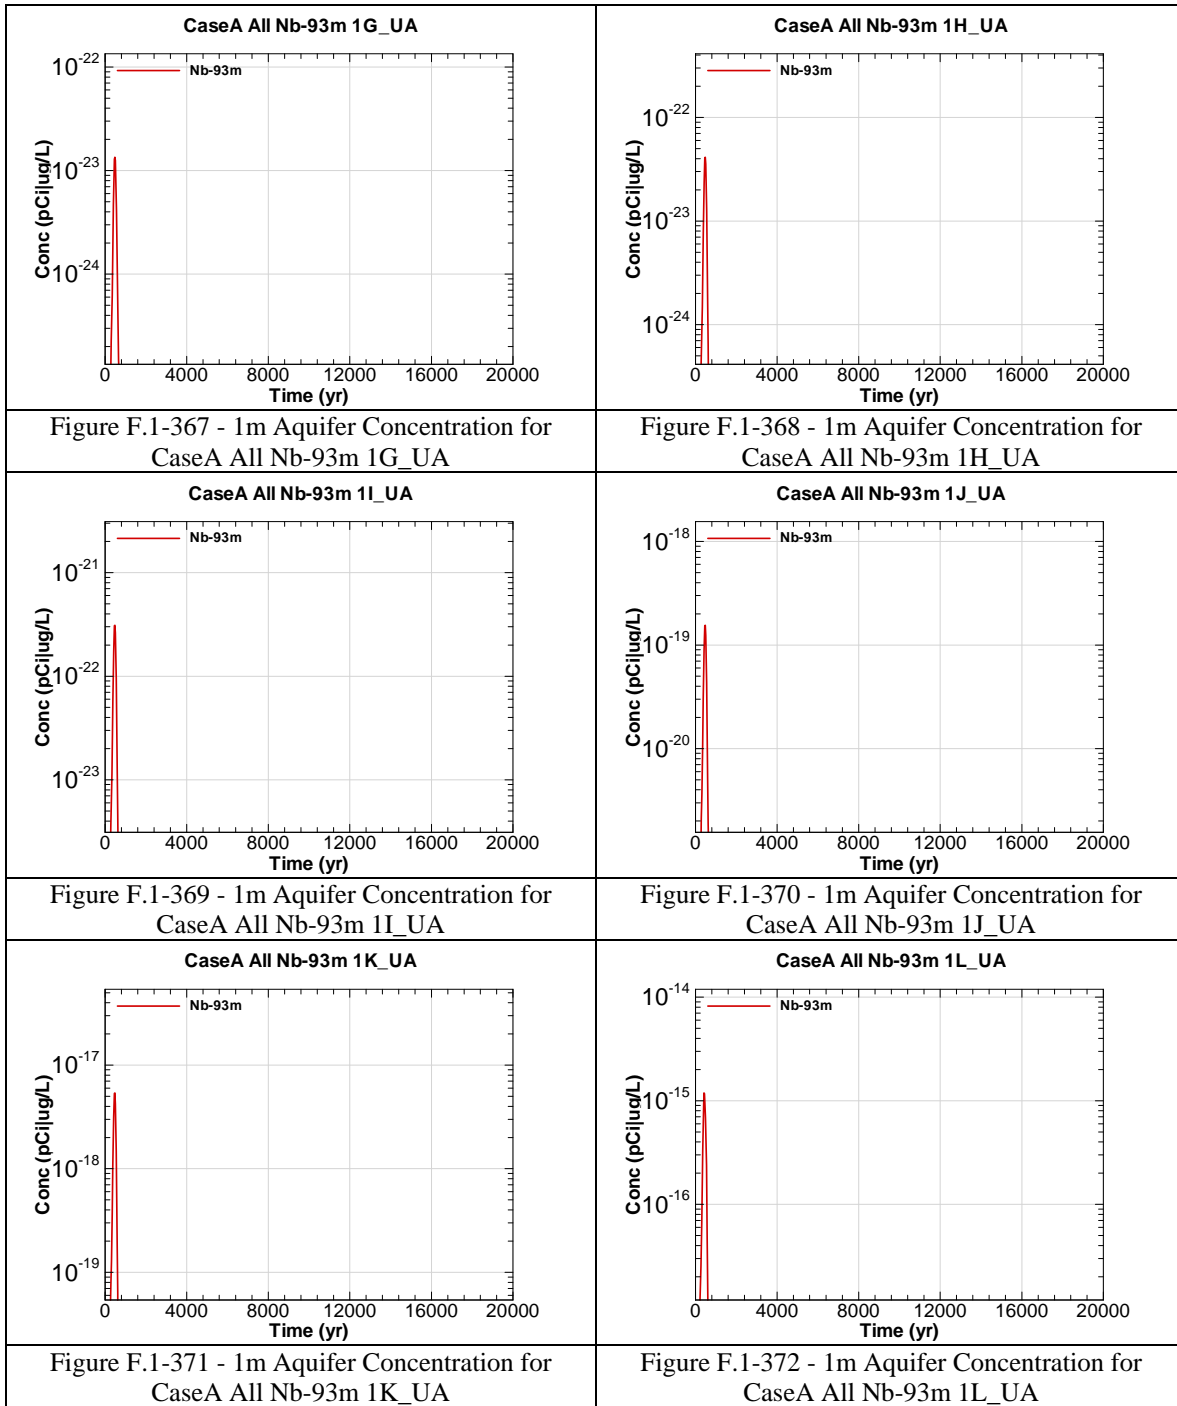 CaseA All Nb-93m 1G_UA
Nb-93m
10-22
10-23
10-24
Conc (pCi|ug/L)
0 4000 8000 12000 16000 20000
Time (yr)
Figure F.1-367 - 1m Aquifer Concentration for
CaseA All Nb-93m 1G_UA
CaseA All Nb-93m 1H_UA
Nb-93m
10-22
10-23
10-24
Conc (pCi|ug/L)
0 4000 8000 12000 16000 20000
Time (yr)
Figure F.1-368 - 1m Aquifer Concentration for
CaseA All Nb-93m 1H_UA
CaseA All Nb-93m 1I_UA
Nb-93m
10-21
10-22
10-23
Conc (pCi|ug/L)
0 4000 8000 12000 16000 20000
Time (yr)
Figure F.1-369 - 1m Aquifer Concentration for
CaseA All Nb-93m 1I_UA
CaseA All Nb-93m 1J_UA
Nb-93m
10-18
10-19
10-20
Conc (pCi|ug/L)
0 4000 8000 12000 16000 20000
Time (yr)
Figure F.1-370 - 1m Aquifer Concentration for
CaseA All Nb-93m 1J_UA
CaseA All Nb-93m 1K_UA
Nb-93m
10-17
10-18
10-19
Conc (pCi|ug/L)
0 4000 8000 12000 16000 20000
Time (yr)
Figure F.1-371 - 1m Aquifer Concentration for
CaseA All Nb-93m 1K_UA
CaseA All Nb-93m 1L_UA
Nb-93m
10-14
10-15
10-16
Conc (pCi|ug/L)
0 4000 8000 12000 16000 20000
Time (yr)
Figure F.1-372 - 1m Aquifer Concentration for
CaseA All Nb-93m 1L_UA